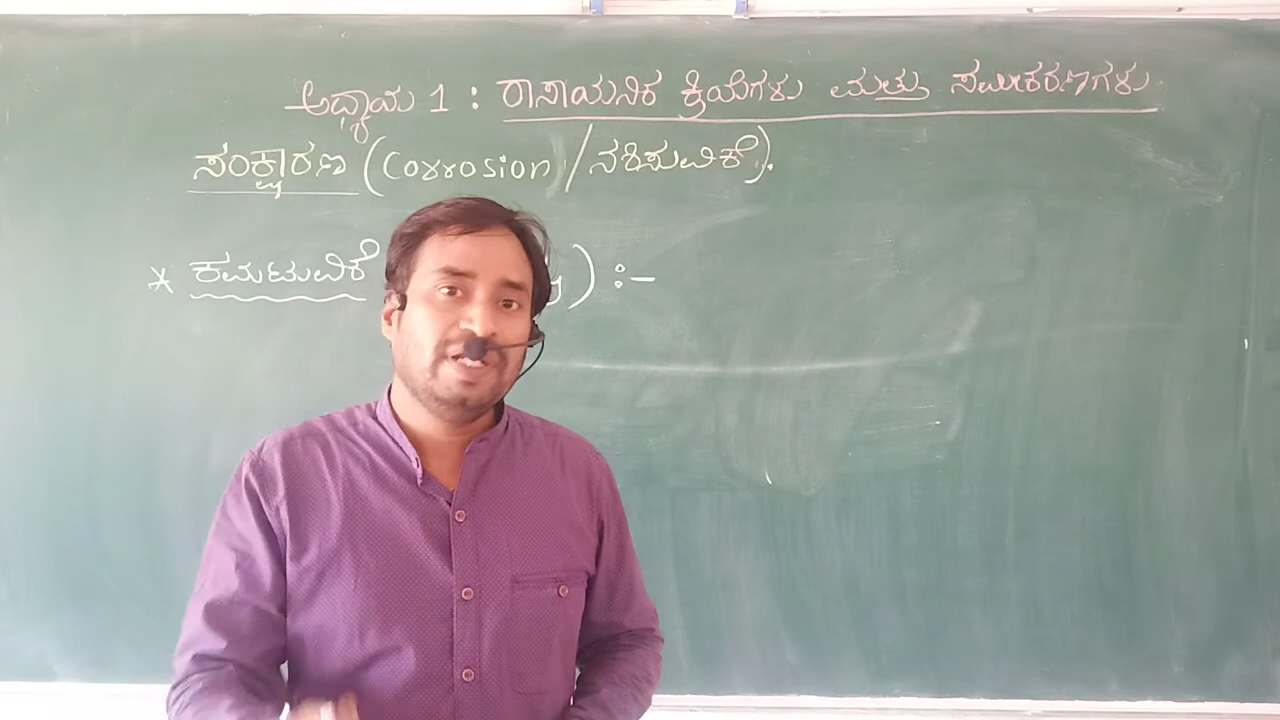 ಅಧ್ಯಾಯ 1 : ರಾಸಾಯನಿಕ ಕ್ರಿಯೆಗಳು ಮತ್ತು ಸಮೀಕರಣಗಳು
ಸಂಕ್ಷಾರಣ (Corrosion/ನಶಿಸುವಿಕೆ).
* ಕಮಟುವಿಕೆ ) :-